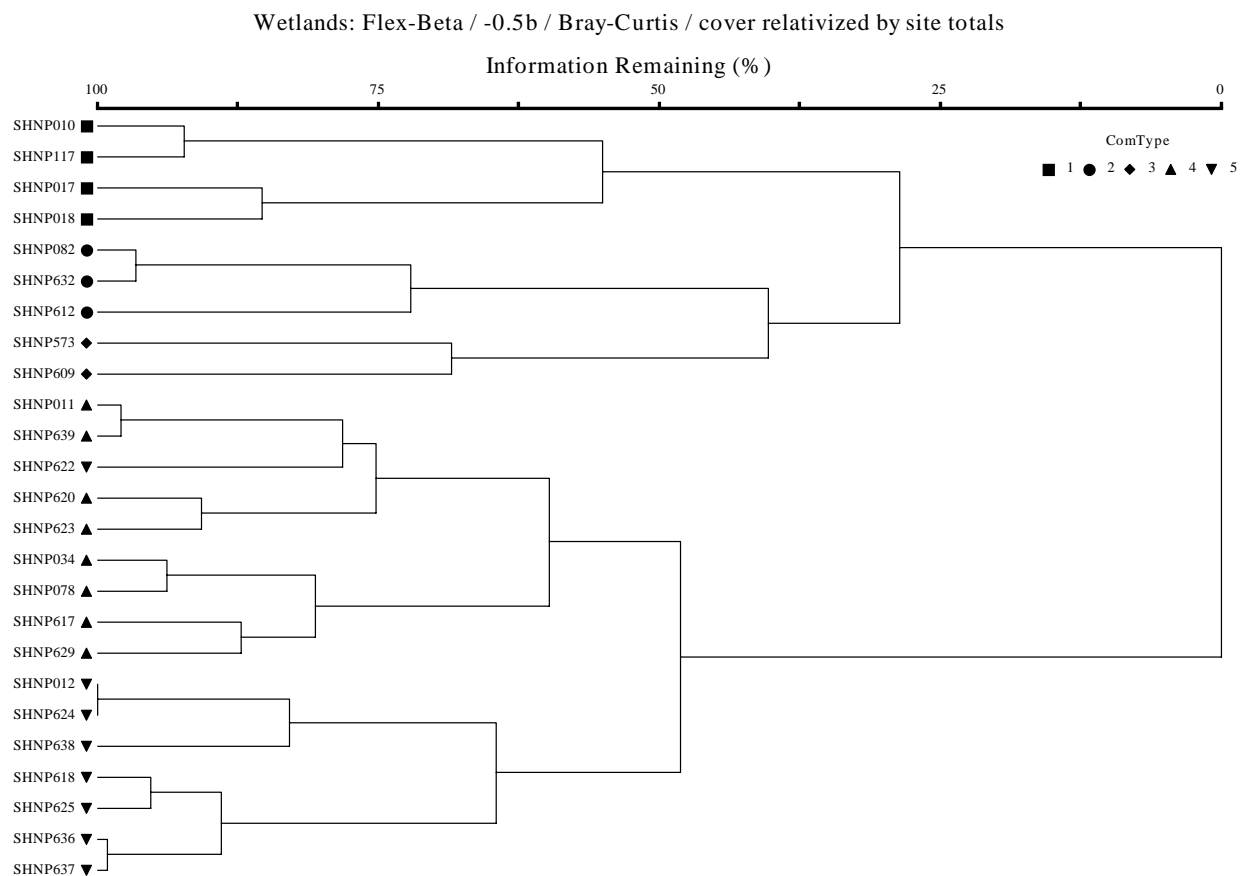 Wetlands: Flex-Beta / -0.5b / Bray-Curtis / cover relativized by site totals
Information Remaining (%)
100 75 50 25 0
ComType
1 2 3 4 5
SHNP010
SHNP117
SHNP017
SHNP018
SHNP082
SHNP632
SHNP612
SHNP573
SHNP609
SHNP011
SHNP639
SHNP622
SHNP620
SHNP623
SHNP034
SHNP078
SHNP617
SHNP629
SHNP012
SHNP624
SHNP638
SHNP618
SHNP625
SHNP636
SHNP637